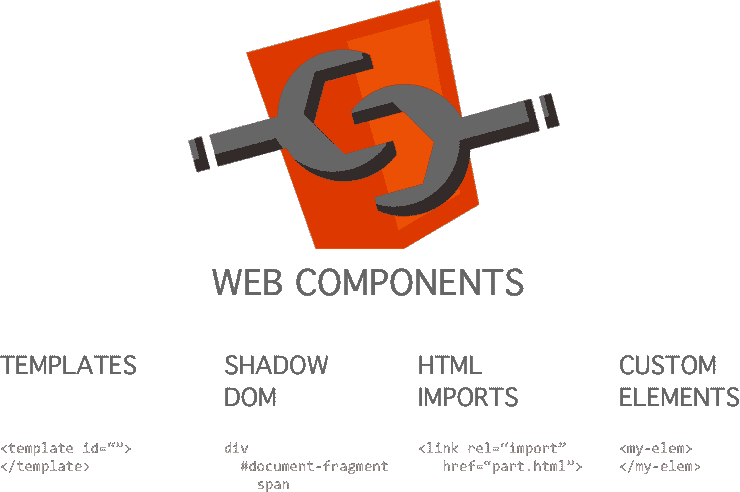 WEB COMPONENTS
TEMPLATES
<template id=“”>
</template>
SHADOW
DOM
div
#document-fragment
span
HTML
IMPORTS
<link rel=“import”
href=“part.html”>
CUSTOM
ELEMENTS
<my-elem>
</my-elem>